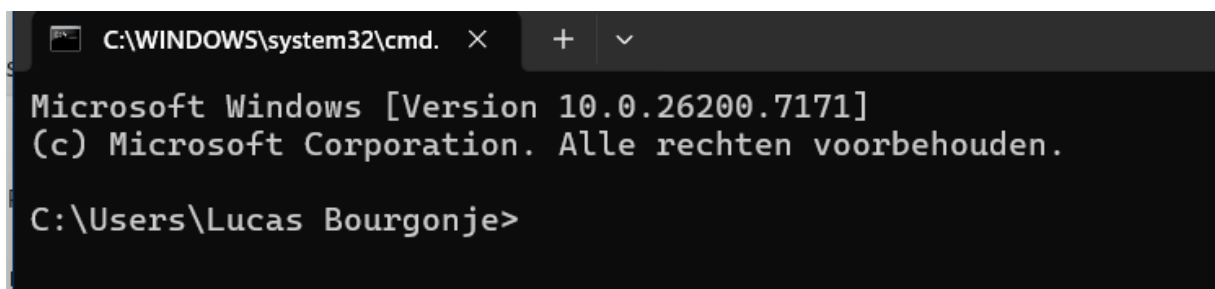 C:\WINDOWS\system32\cmd.
Microsoft Windows [Version 10.0.26200.7171]
(c) Microsoft Corporation. Alle rechten voorbehouden.
C:\Users\Lucas Bourgonje>